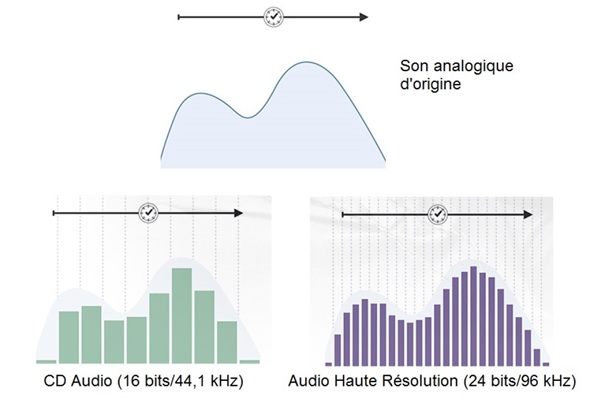 Son analogique
d'origine
CD Audio (16 bits/44,1 kHz)
Audio Haute Résolution (24 bits/96 kHz)